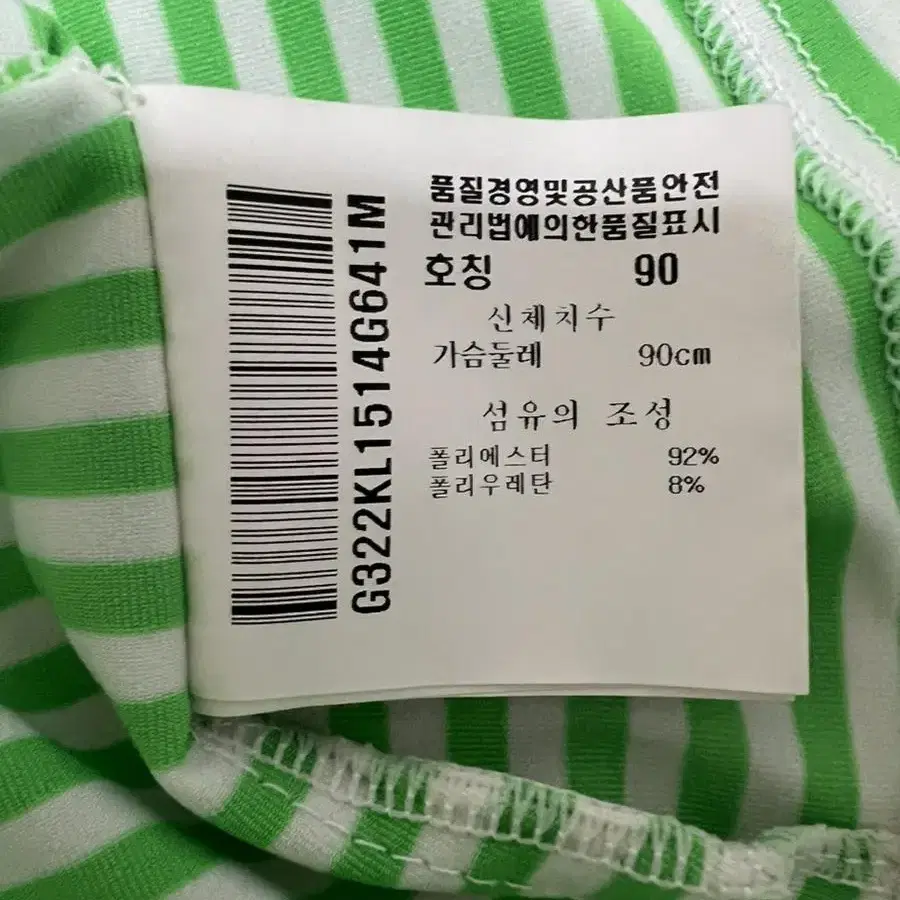 품질경영및공산품안전
관리법에의한품질표시
호칭 90
신체치수
가슴둘레 90cm
섬유의 조성
폴리에스터 92%
폴리우레탄 8%
G322KL1514G641M